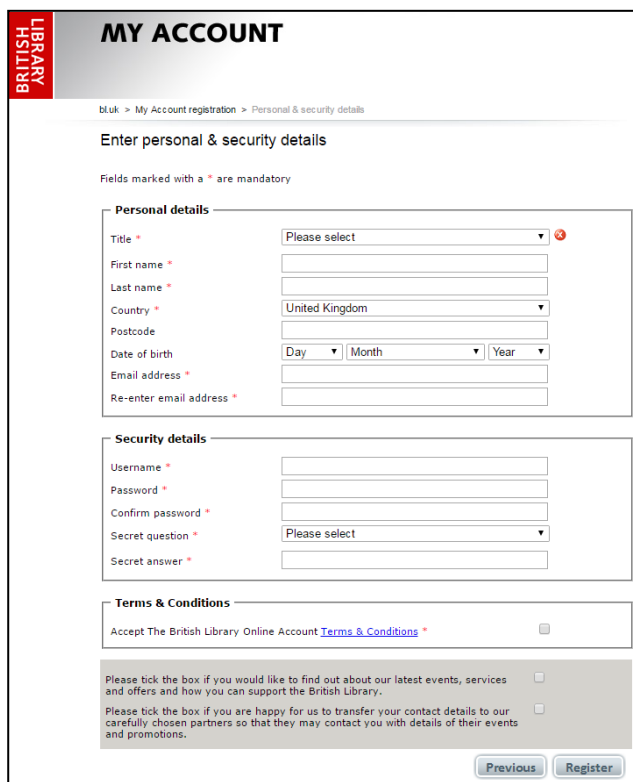 BRITISH
LIBRARY
MY ACCOUNT
bl.uk > My Account registration > Personal & security details
Enter personal & security details
Fields marked with a * are mandatory
Personal details
Title * Please select
First name *
Last name *
Country * United Kingdom
Postcode
Date of birth Day Month Year
Email address *
Re-enter email address *
Security details
Username *
Password *
Confirm password *
Secret question * Please select
Secret answer *
Terms & Conditions
Accept The British Library Online Account Terms & Conditions *
Please tick the box if you would like to find out about our latest events, services
and offers and how you can support the British Library.
Please tick the box if you are happy for us to transfer your contact details to our
carefully chosen partners so that they may contact you with details of their events
and promotions.
Previous Register